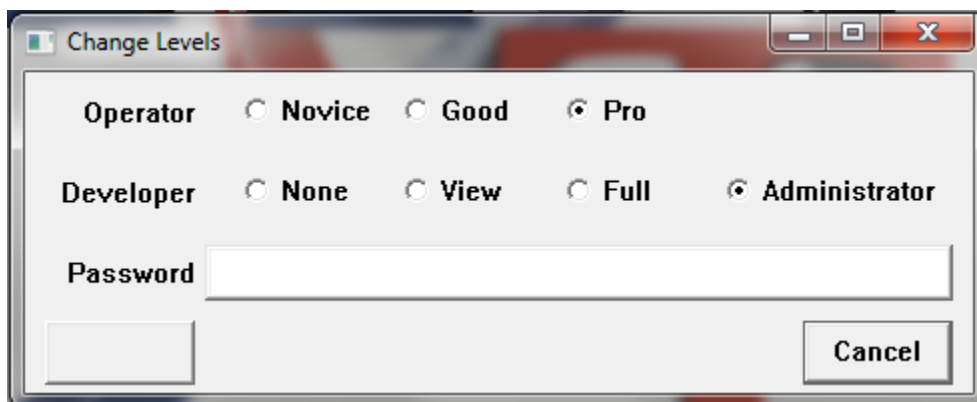 Change Levels
Operator Novice Good Pro
Developer None View Full Administrator
Password
Cancel